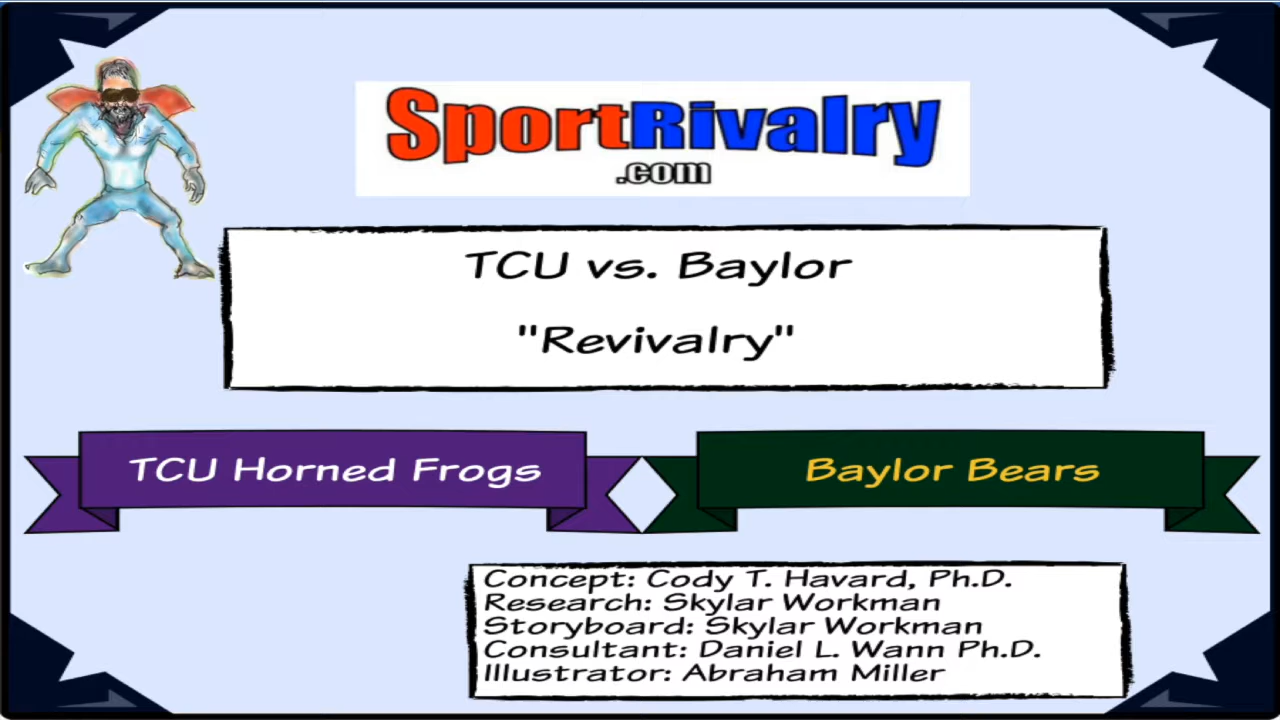 SportRivalry
.com
TCU vs. Baylor
"Revivalry"
TCU Horned Frogs
Baylor Bears
Concept: Cody T. Havard, Ph.D.
Research: Skylar Workman
Storyboard: Skylar Workman
Consultant: Daniel L. Wann Ph.D.
Illustrator: Abraham Miller